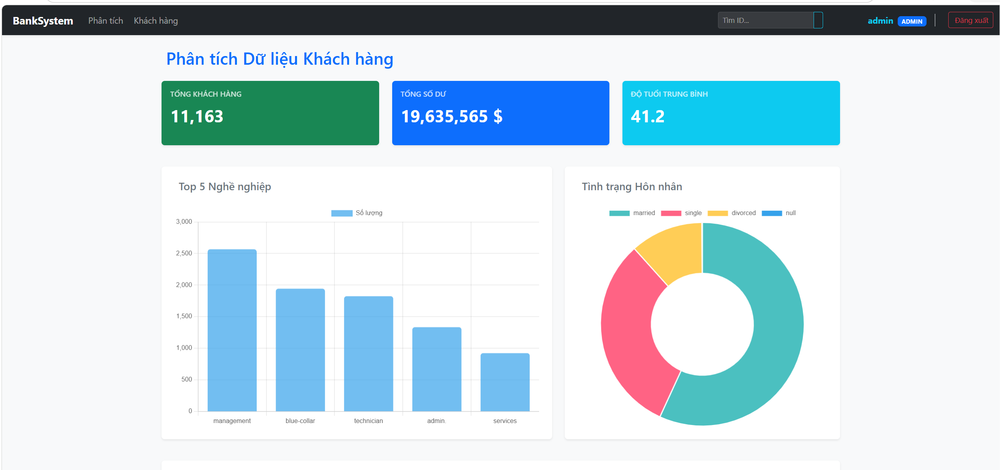 BankSystem Phân tích Khách hàng Tìm ID... admin ADMIN Đăng xuất
Phân tích Dữ liệu Khách hàng
TỔNG KHÁCH HÀNG
11,163
TỔNG SỐ DƯ
19,635,565 $
ĐỘ TUỔI TRUNG BÌNH
41.2
Top 5 Nghề nghiệp
Số lượng
3,000
2,500
2,000
1,500
1,000
500
0
management blue-collar technician admin. services
Tình trạng Hôn nhân
married single divorced null